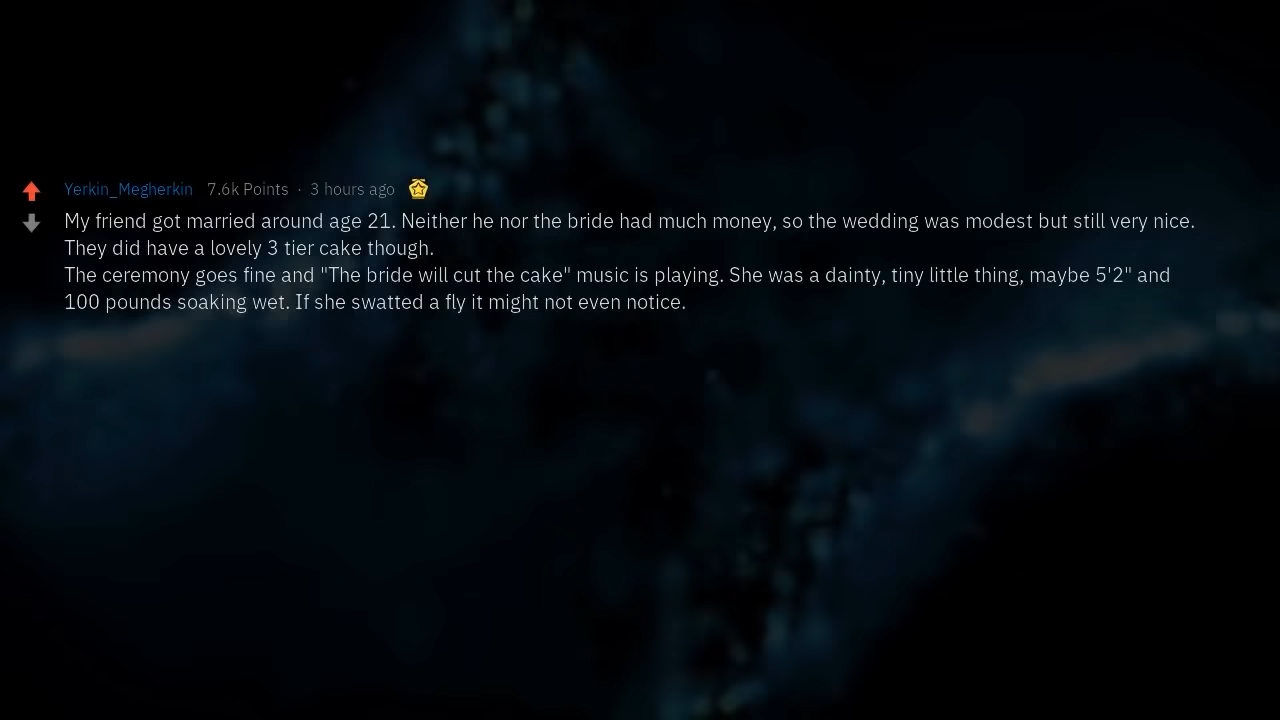 Yerkin_Megherkin 7.6k Points · 3 hours ago
My friend got married around age 21. Neither he nor the bride had much money, so the wedding was modest but still very nice.
They did have a lovely 3 tier cake though.
The ceremony goes fine and "The bride will cut the cake" music is playing. She was a dainty, tiny little thing, maybe 5'2" and
100 pounds soaking wet. If she swatted a fly it might not even notice.